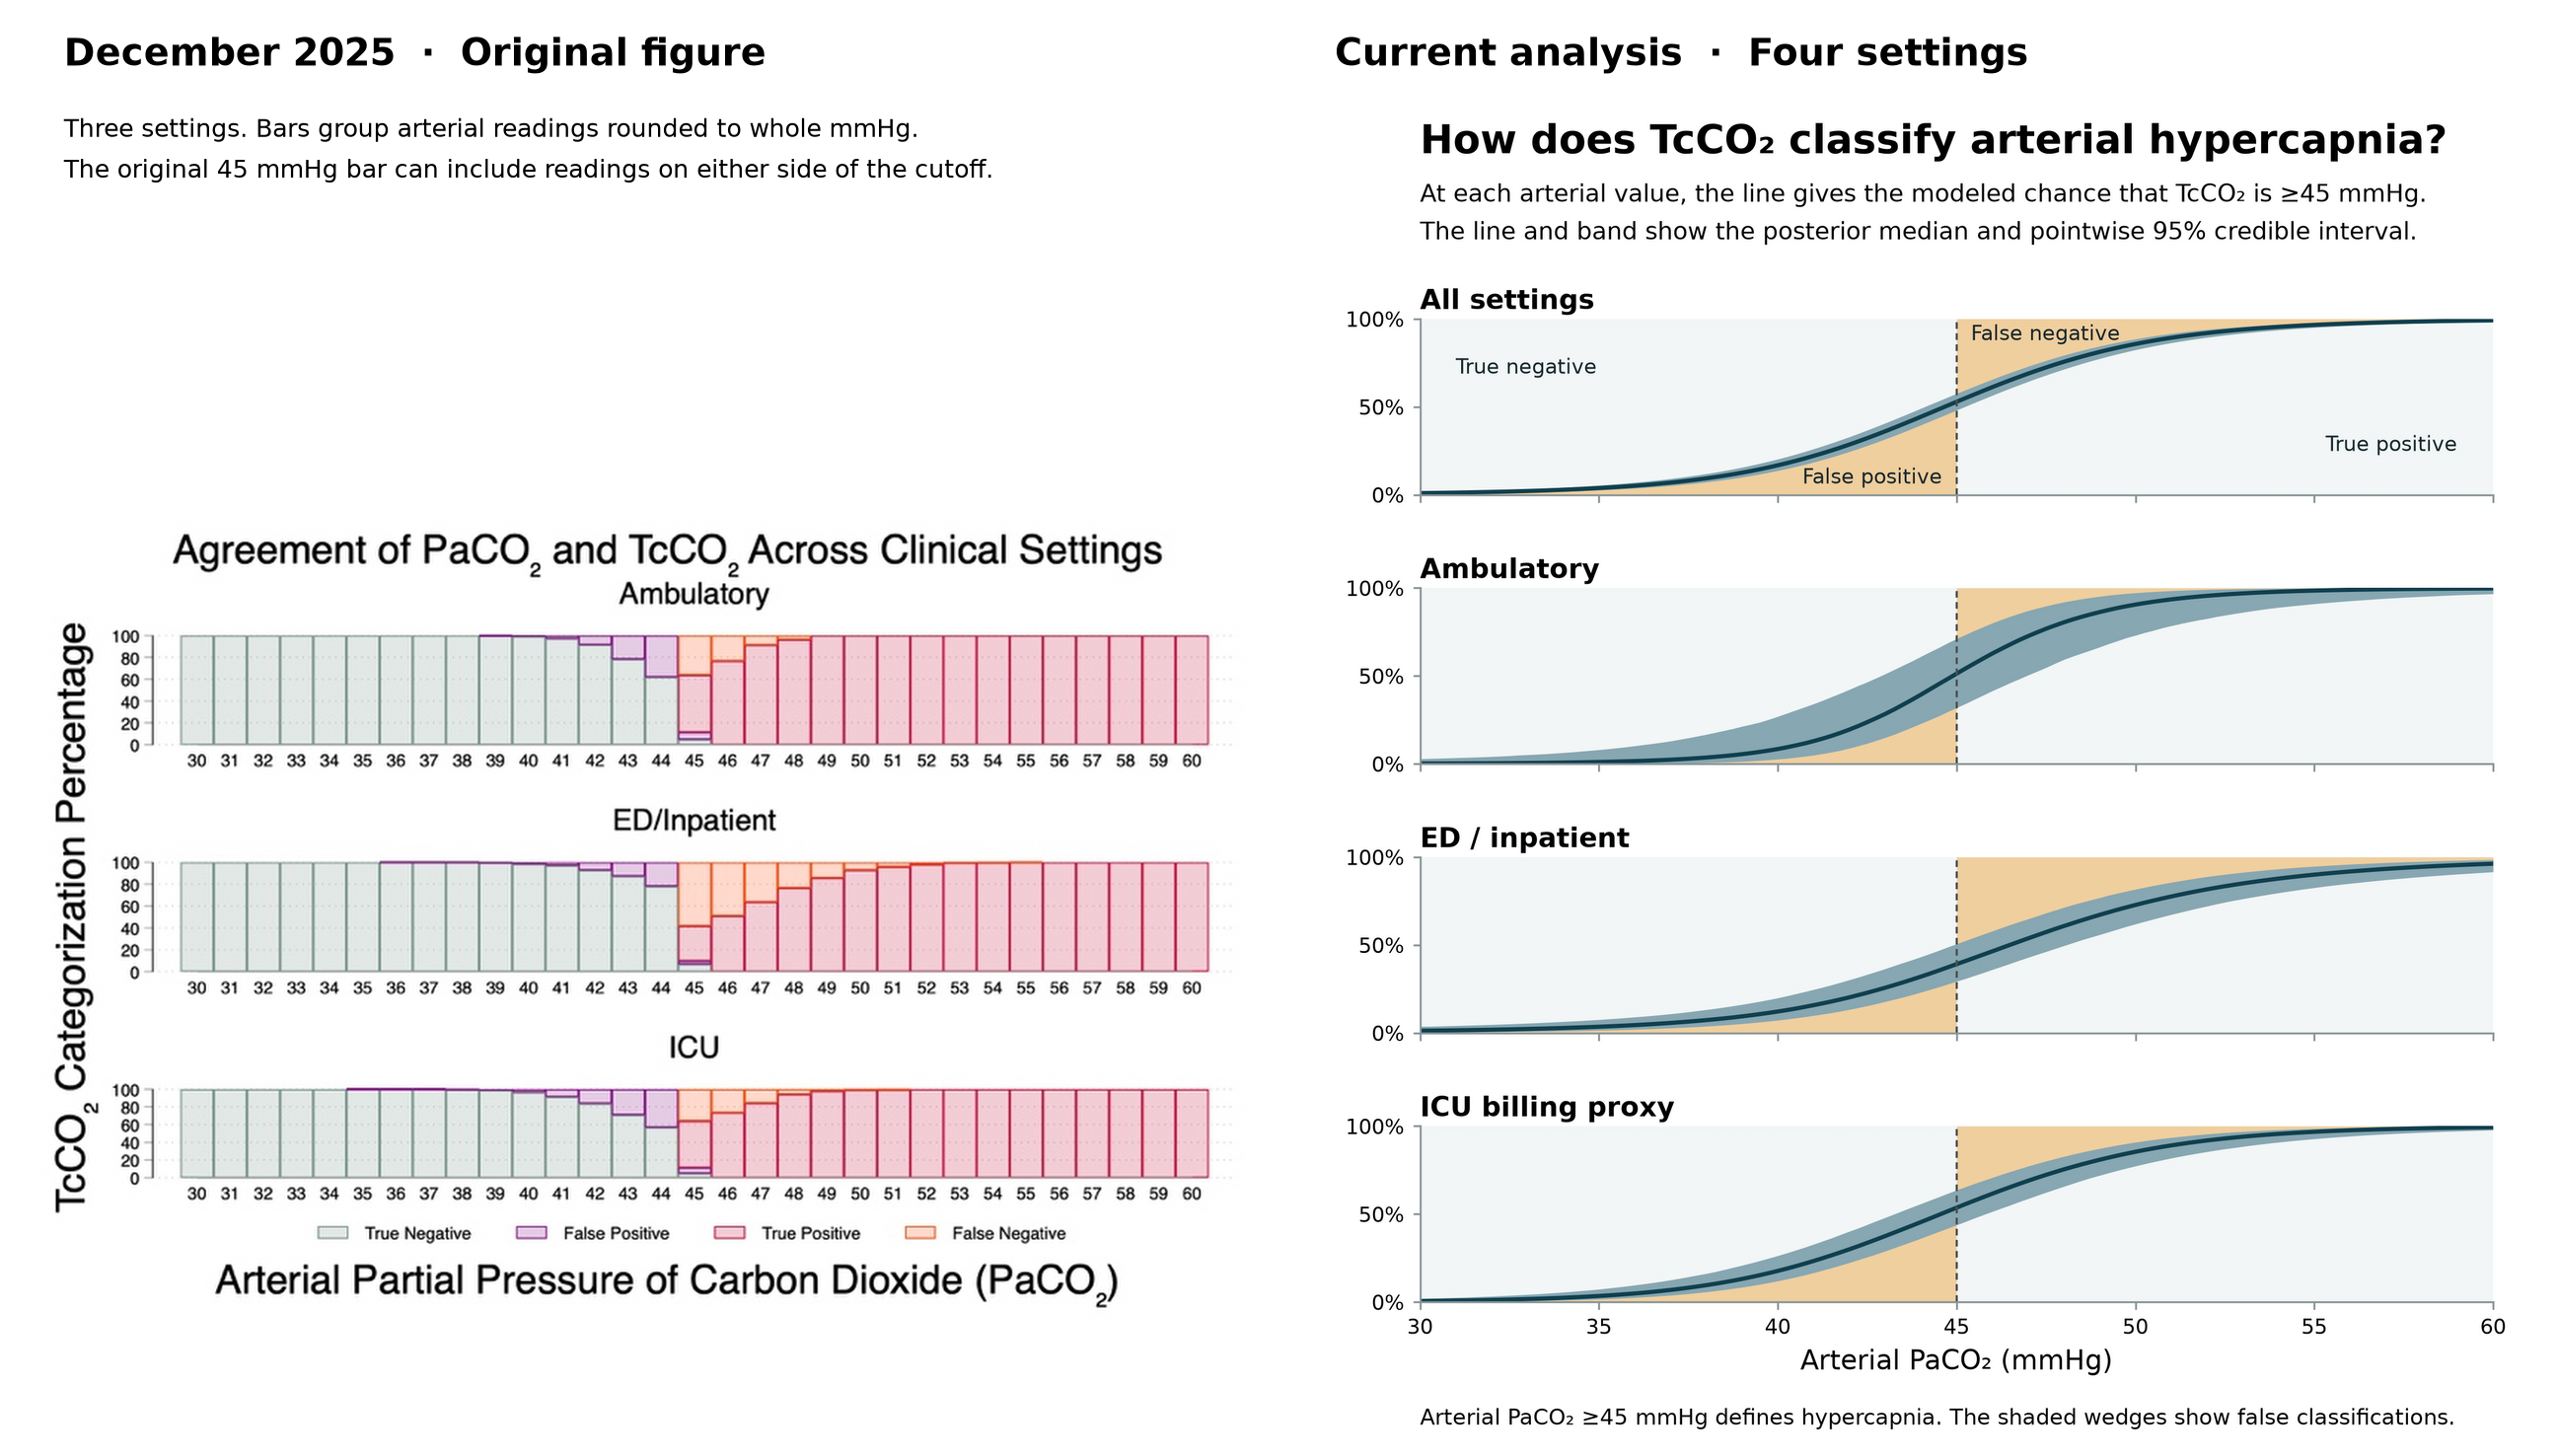 December 2025 · Original figure
Three settings. Bars group arterial readings rounded to whole mmHg.
The original 45 mmHg bar can include readings on either side of the cutoff.
Agreement of PaCO₂ and TcCO₂ Across Clinical Settings
TcCO₂ Categorization Percentage
Ambulatory
100
80
60
40
20
0
30 31 32 33 34 35 36 37 38 39 40 41 42 43 44 45 46 47 48 49 50 51 52 53 54 55 56 57 58 59 60
ED/Inpatient
100
80
60
40
20
0
30 31 32 33 34 35 36 37 38 39 40 41 42 43 44 45 46 47 48 49 50 51 52 53 54 55 56 57 58 59 60
ICU
100
80
60
40
20
0
30 31 32 33 34 35 36 37 38 39 40 41 42 43 44 45 46 47 48 49 50 51 52 53 54 55 56 57 58 59 60
True Negative False Positive True Positive False Negative
Arterial Partial Pressure of Carbon Dioxide (PaCO₂)
Current analysis · Four settings
How does TcCO₂ classify arterial hypercapnia?
At each arterial value, the line gives the modeled chance that TcCO₂ is ≥45 mmHg.
The line and band show the posterior median and pointwise 95% credible interval.
All settings
100%
50%
0%
True negative
False negative
False positive
True positive
Ambulatory
100%
50%
0%
ED / inpatient
100%
50%
0%
ICU billing proxy
100%
50%
0%
30 35 40 45 50 55 60
Arterial PaCO₂ (mmHg)
Arterial PaCO₂ ≥45 mmHg defines hypercapnia. The shaded wedges show false classifications.